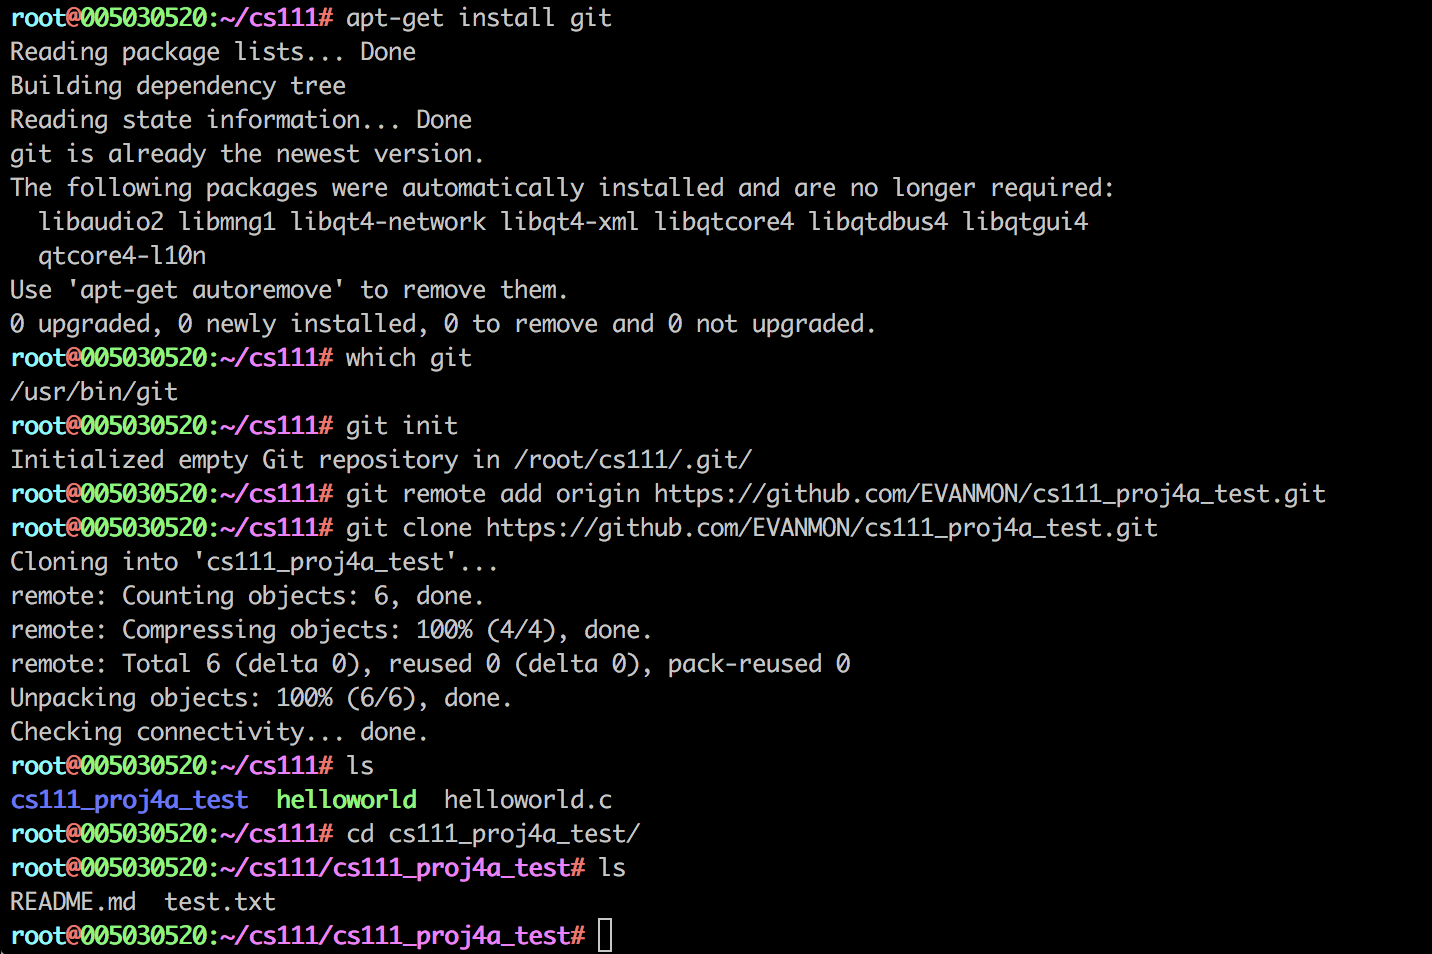 root@005030520:~/cs111# apt-get install git
Reading package lists... Done
Building dependency tree
Reading state information... Done
git is already the newest version.
The following packages were automatically installed and are no longer required:
  libaudio2 libmng1 libqt4-network libqt4-xml libqtcore4 libqtdbus4 libqtgui4
  qtcore4-l10n
Use 'apt-get autoremove' to remove them.
0 upgraded, 0 newly installed, 0 to remove and 0 not upgraded.
root@005030520:~/cs111# which git
/usr/bin/git
root@005030520:~/cs111# git init
Initialized empty Git repository in /root/cs111/.git/
root@005030520:~/cs111# git remote add origin https://github.com/EVANMON/cs111_proj4a_test.git
root@005030520:~/cs111# git clone https://github.com/EVANMON/cs111_proj4a_test.git
Cloning into 'cs111_proj4a_test'...
remote: Counting objects: 6, done.
remote: Compressing objects: 100% (4/4), done.
remote: Total 6 (delta 0), reused 0 (delta 0), pack-reused 0
Unpacking objects: 100% (6/6), done.
Checking connectivity... done.
root@005030520:~/cs111# ls
cs111_proj4a_test  helloworld  helloworld.c
root@005030520:~/cs111# cd cs111_proj4a_test/
root@005030520:~/cs111/cs111_proj4a_test# ls
README.md  test.txt
root@005030520:~/cs111/cs111_proj4a_test#